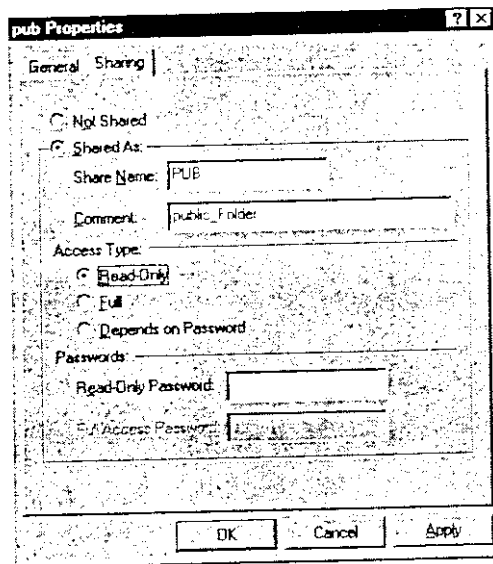 pub Properties ? ×
General Sharing
Not Shared
Shared As:
Share Name: PUB
Comment: public_Folder
Access Type:
Read-Only
Full
Depends on Password
Passwords:
Read-Only Password:
Full Access Password:
OK Cancel Apply